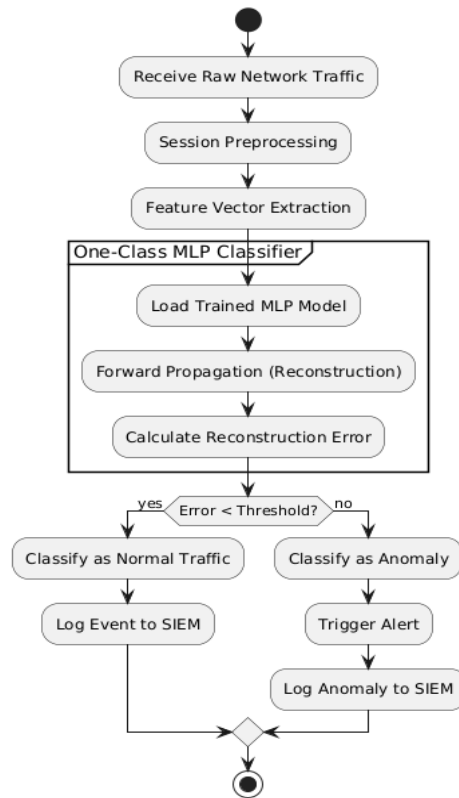 Receive Raw Network Traffic
Session Preprocessing
Feature Vector Extraction
One-Class MLP Classifier
Load Trained MLP Model
Forward Propagation (Reconstruction)
Calculate Reconstruction Error
yes
Error < Threshold?
no
Classify as Normal Traffic
Classify as Anomaly
Log Event to SIEM
Trigger Alert
Log Anomaly to SIEM